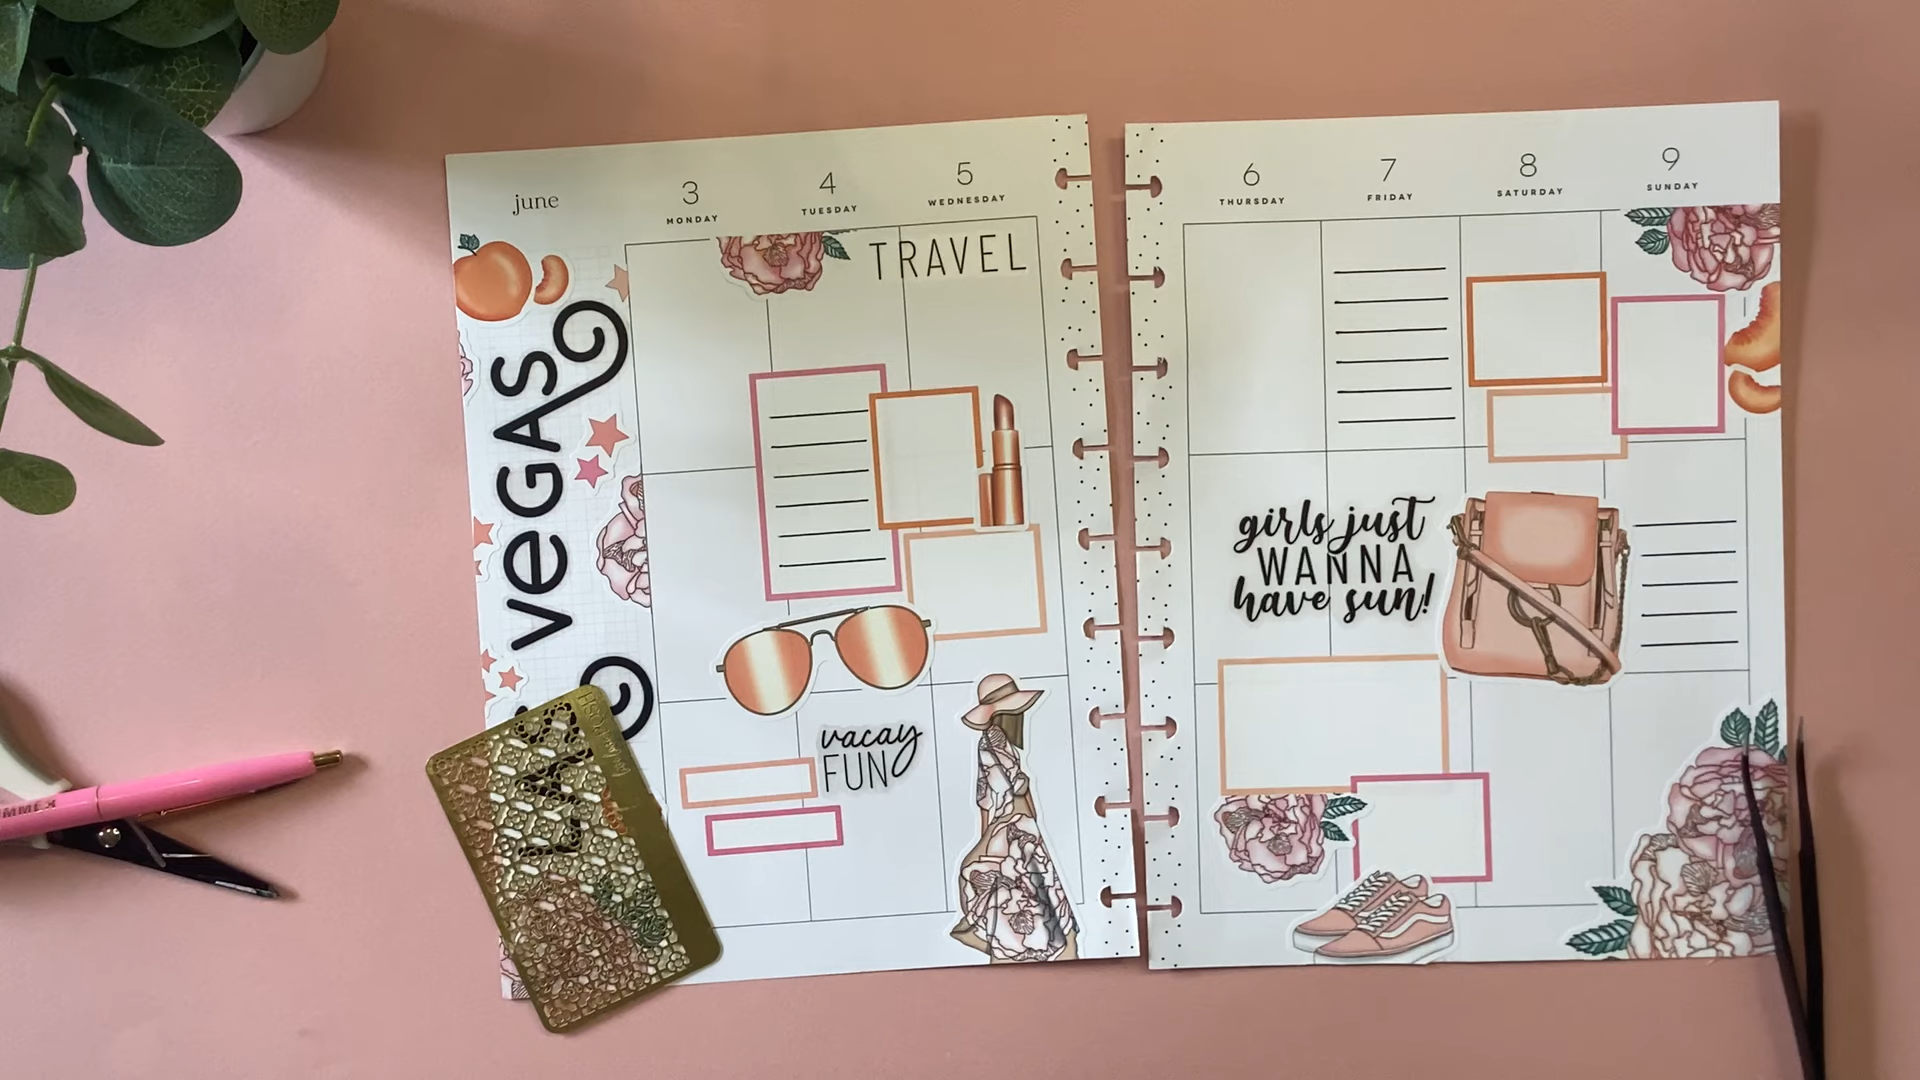 june
3
MONDAY
4
TUESDAY
5
WEDNESDAY
6
THURSDAY
7
FRIDAY
8
SATURDAY
9
SUNDAY
TRAVEL
VeGAS
girls just
WANNA
have sun!
vacay
FUN